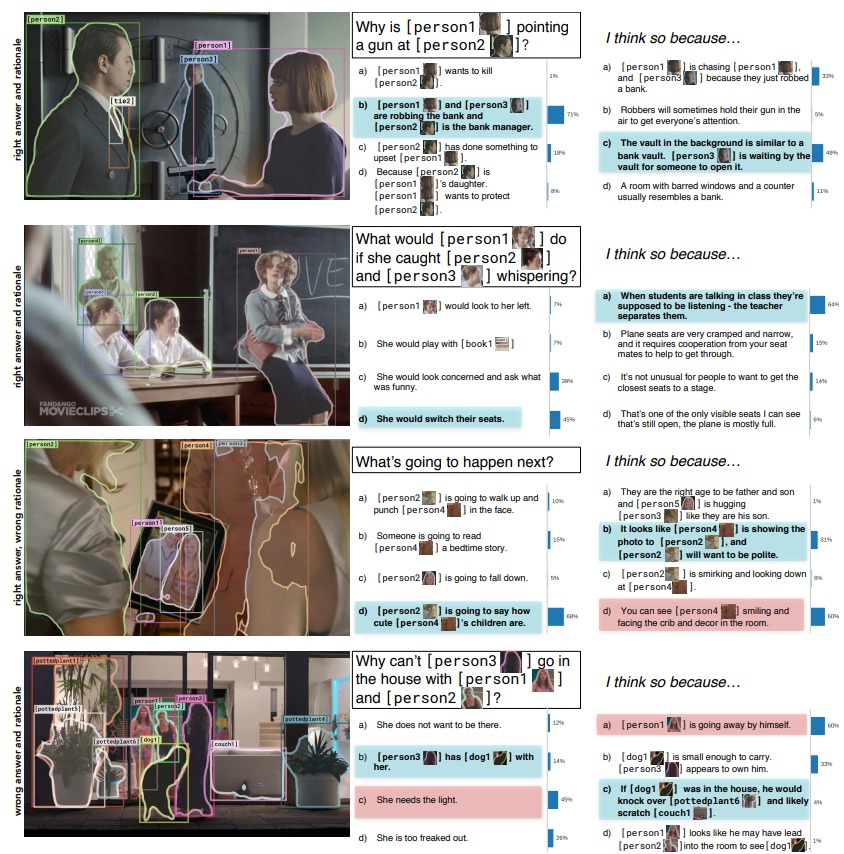 right answer and rationale
[person2]
[person1]
[person3]
[tie2]
Why is [person1 ] pointing
a gun at [person2 ]?
a) [person1 ] wants to kill
[person2 ].
1%
b) [person1 ] and [person3 ]
are robbing the bank and
[person2 ] is the bank manager.
71%
c) [person2 ] has done something to
upset [person1 ].
18%
d) Because [person2 ] is
[person1 ]'s daughter.
[person1 ] wants to protect
[person2 ].
8%
I think so because…
a) [person1 ] is chasing [person1 ],
and [person3 ] because they just robbed
a bank.
33%
b) Robbers will sometimes hold their gun in the
air to get everyone's attention.
5%
c) The vault in the background is similar to a
bank vault. [person3 ] is waiting by the
vault for someone to open it.
49%
d) A room with barred windows and a counter
usually resembles a bank.
11%
right answer and rationale
[person4]
[person1]
[person3]
[person2]
FANDANGO
MOVIECLIPS
What would [person1 ] do
if she caught [person2 ]
and [person3 ] whispering?
a) [person1 ] would look to her left.
7%
b) She would play with [book1 ]
7%
c) She would look concerned and ask what
was funny.
39%
d) She would switch their seats.
45%
I think so because…
a) When students are talking in class they're
supposed to be listening - the teacher
separates them.
64%
b) Plane seats are very cramped and narrow,
and it requires cooperation from your seat
mates to help to get through.
15%
c) It's not unusual for people to want to get the
closest seats to a stage.
14%
d) That's one of the only visible seats I can see
that's still open, the plane is mostly full.
6%
right answer, wrong rationale
[person2]
[person4]
[person3]
[person1]
[person5]
What's going to happen next?
a) [person2 ] is going to walk up and
punch [person4 ] in the face.
10%
b) Someone is going to read
[person4 ] a bedtime story.
15%
c) [person2 ] is going to fall down.
5%
d) [person2 ] is going to say how
cute [person4 ]'s children are.
68%
I think so because…
a) They are the right age to be father and son
and [person5 ] is hugging
[person3 ] like they are his son.
1%
b) It looks like [person4 ] is showing the
photo to [person2 ], and
[person2 ] will want to be polite.
31%
c) [person2 ] is smirking and looking down
at [person4 ].
6%
d) You can see [person4 ] smiling and
facing the crib and decor in the room.
60%
wrong answer and rationale
[pottedplant1]
[person1]
[person3]
[person2]
[pottedplant5]
[pottedplant4]
[pottedplant6]
[dog1]
[couch1]
Why can't [person3 ] go in
the house with [person1 ]
and [person2 ]?
a) She does not want to be there.
12%
b) [person3 ] has [dog1 ] with
her.
14%
c) She needs the light.
45%
d) She is too freaked out.
26%
I think so because…
a) [person1 ] is going away by himself.
60%
b) [dog1 ] is small enough to carry.
[person3 ] appears to own him.
33%
c) If [dog1 ] was in the house, he would
knock over [pottedplant6 ] and likely
scratch [couch1 ].
4%
d) [person1 ] looks like he may have lead
[person2 ] into the room to see [dog1 ].
1%